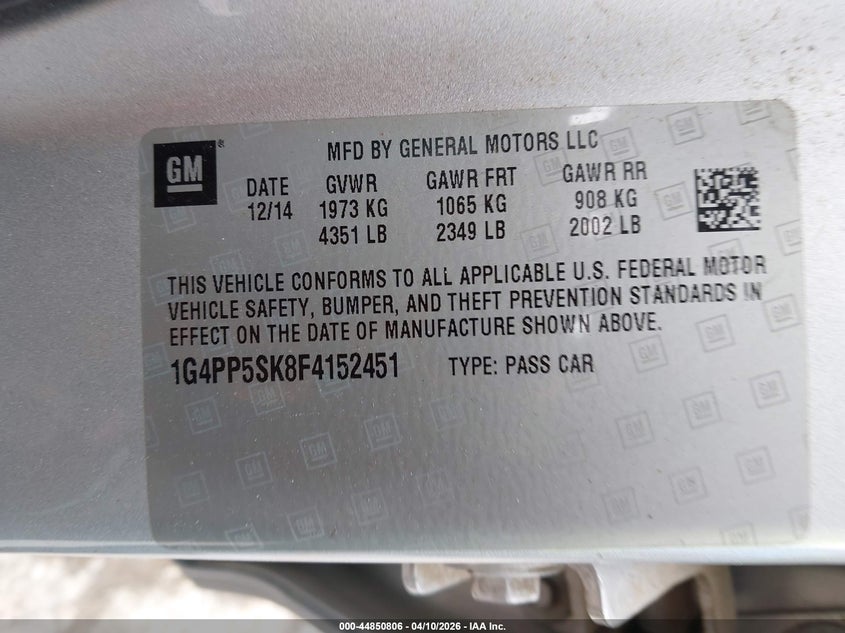 GM®
MFD BY GENERAL MOTORS LLC
DATE GVWR GAWR FRT GAWR RR
12/14 1973 KG 1065 KG 908 KG
4351 LB 2349 LB 2002 LB
THIS VEHICLE CONFORMS TO ALL APPLICABLE U.S. FEDERAL MOTOR
VEHICLE SAFETY, BUMPER, AND THEFT PREVENTION STANDARDS IN
EFFECT ON THE DATE OF MANUFACTURE SHOWN ABOVE.
1G4PP5SK8F4152451 TYPE: PASS CAR
000-44850806 - 04/10/2026 - IAA Inc.